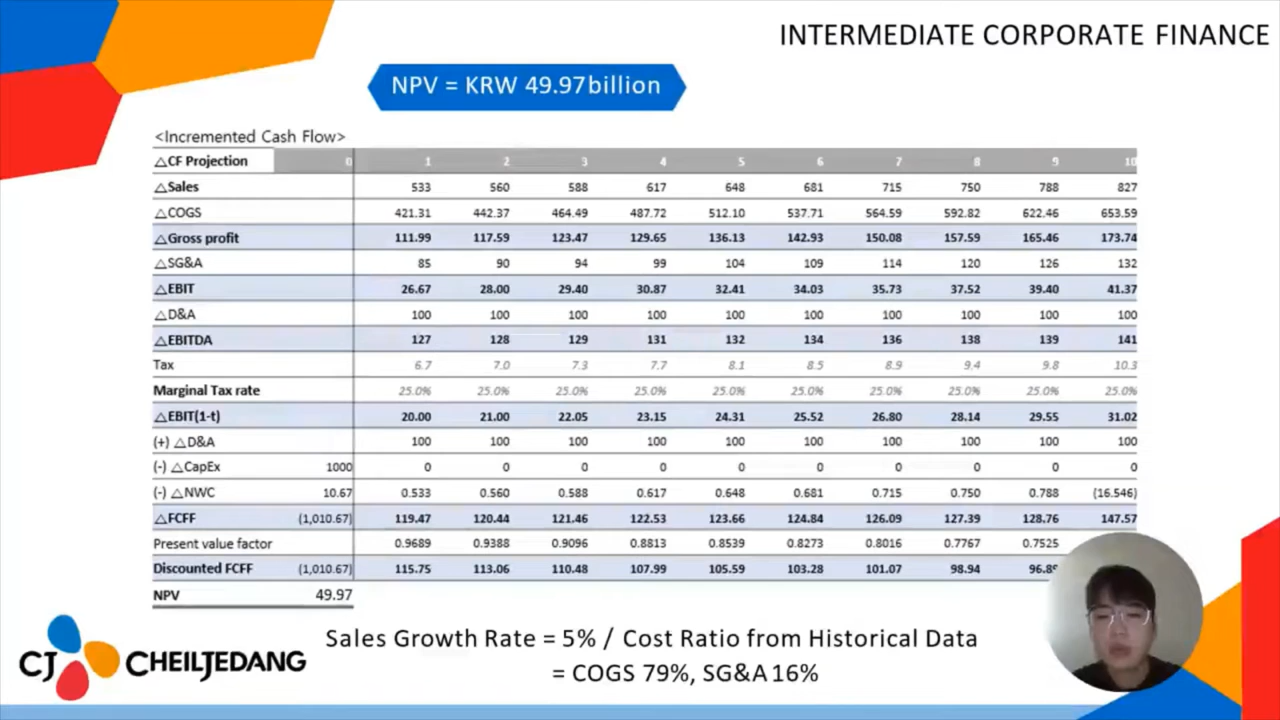 INTERMEDIATE CORPORATE FINANCE
NPV = KRW 49.97billion
<Incremented Cash Flow>
△CF Projection 0 1 2 3 4 5 6 7 8 9 10
△Sales 533 560 588 617 648 681 715 750 788 827
△COGS 421.31 442.37 464.49 487.72 512.10 537.71 564.59 592.82 622.46 653.59
△Gross profit 111.99 117.59 123.47 129.65 136.13 142.93 150.08 157.59 165.46 173.74
△SG&A 85 90 94 99 104 109 114 120 126 132
△EBIT 26.67 28.00 29.40 30.87 32.41 34.03 35.73 37.52 39.40 41.37
△D&A 100 100 100 100 100 100 100 100 100 100
△EBITDA 127 128 129 131 132 134 136 138 139 141
Tax 6.7 7.0 7.3 7.7 8.1 8.5 8.9 9.4 9.8 10.3
Marginal Tax rate 25.0% 25.0% 25.0% 25.0% 25.0% 25.0% 25.0% 25.0% 25.0% 25.0%
△EBIT(1-t) 20.00 21.00 22.05 23.15 24.31 25.52 26.80 28.14 29.55 31.02
(+) △D&A 100 100 100 100 100 100 100 100 100 100
(-) △CapEx 1000 0 0 0 0 0 0 0 0 0 0
(-) △NWC 10.67 0.533 0.560 0.588 0.617 0.648 0.681 0.715 0.750 0.788 (16.546)
△FCFF (1,010.67) 119.47 120.44 121.46 122.53 123.66 124.84 126.09 127.39 128.76 147.57
Present value factor 0.9689 0.9388 0.9096 0.8813 0.8539 0.8273 0.8016 0.7767 0.7525
Discounted FCFF (1,010.67) 115.75 113.06 110.48 107.99 105.59 103.28 101.07 98.94
NPV 49.97
Sales Growth Rate = 5% / Cost Ratio from Historical Data
= COGS 79%, SG&A 16%
CJ CHEILJEDANG